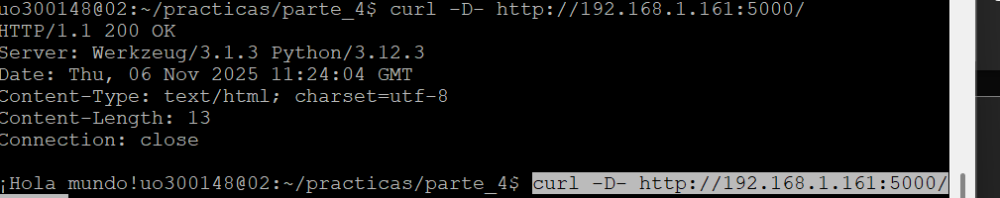 uo300148@02:~/practicas/parte_4$ curl -D- http://192.168.1.161:5000/
HTTP/1.1 200 OK
Server: Werkzeug/3.1.3 Python/3.12.3
Date: Thu, 06 Nov 2025 11:24:04 GMT
Content-Type: text/html; charset=utf-8
Content-Length: 13
Connection: close

¡Hola mundo!uo300148@02:~/practicas/parte_4$ curl -D- http://192.168.1.161:5000/